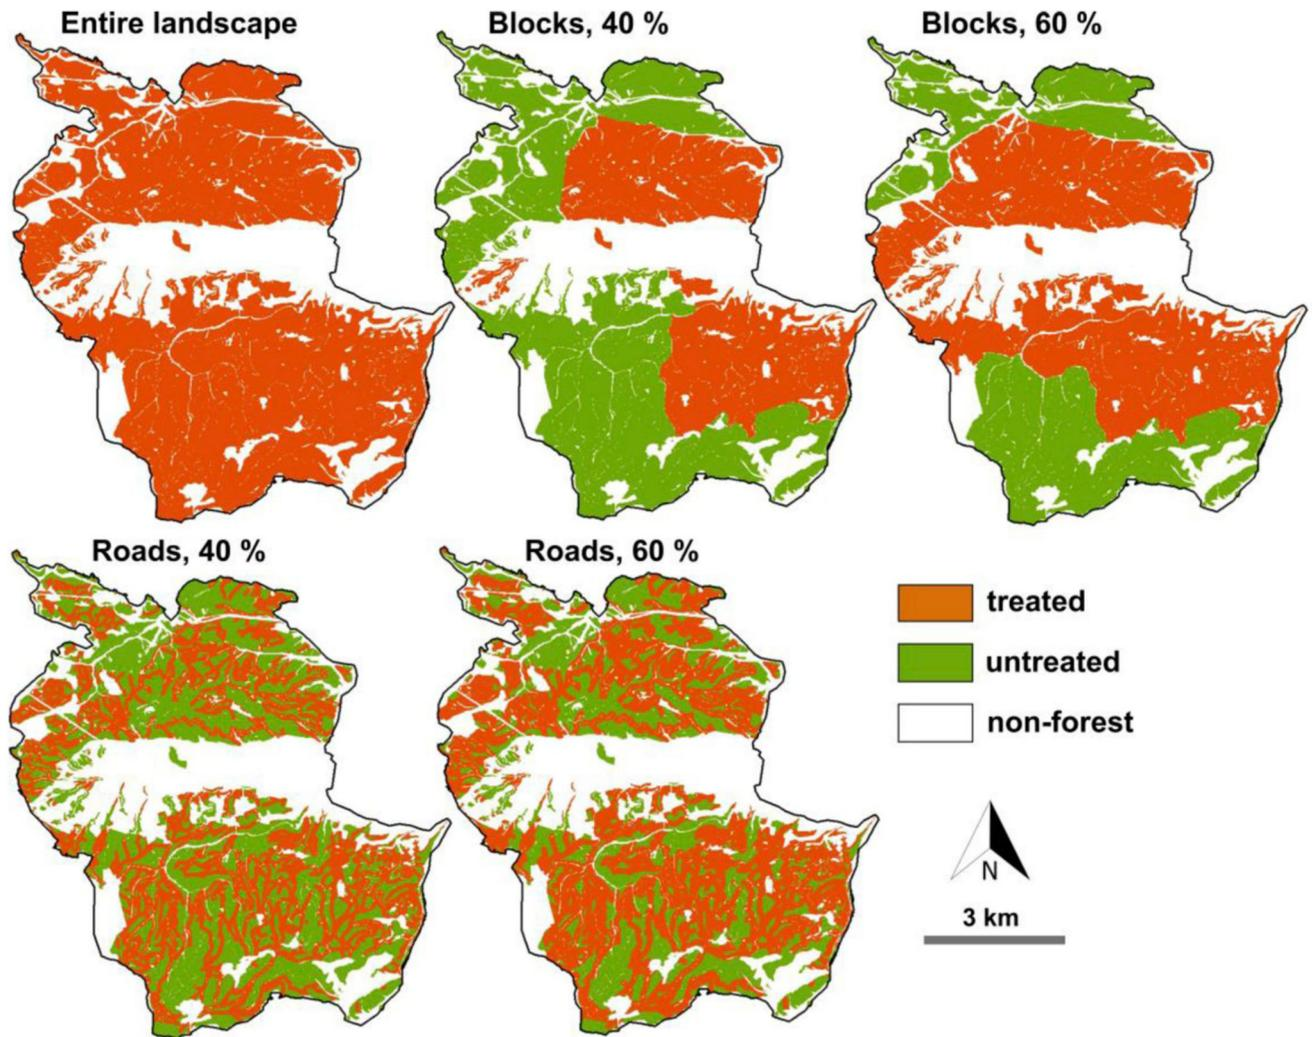 Entire landscape
Blocks, 40 %
Blocks, 60 %
Roads, 40 %
Roads, 60 %
treated
untreated
non-forest
N
3 km